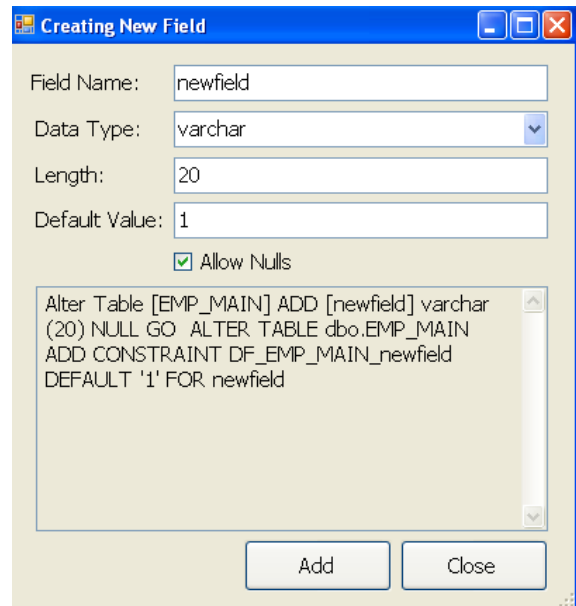 Creating New Field
Field Name: newfield
Data Type: varchar
Length: 20
Default Value: 1
Allow Nulls
Alter Table [EMP_MAIN] ADD [newfield] varchar
(20) NULL GO  ALTER TABLE dbo.EMP_MAIN
ADD CONSTRAINT DF_EMP_MAIN_newfield
DEFAULT '1' FOR newfield
Add Close